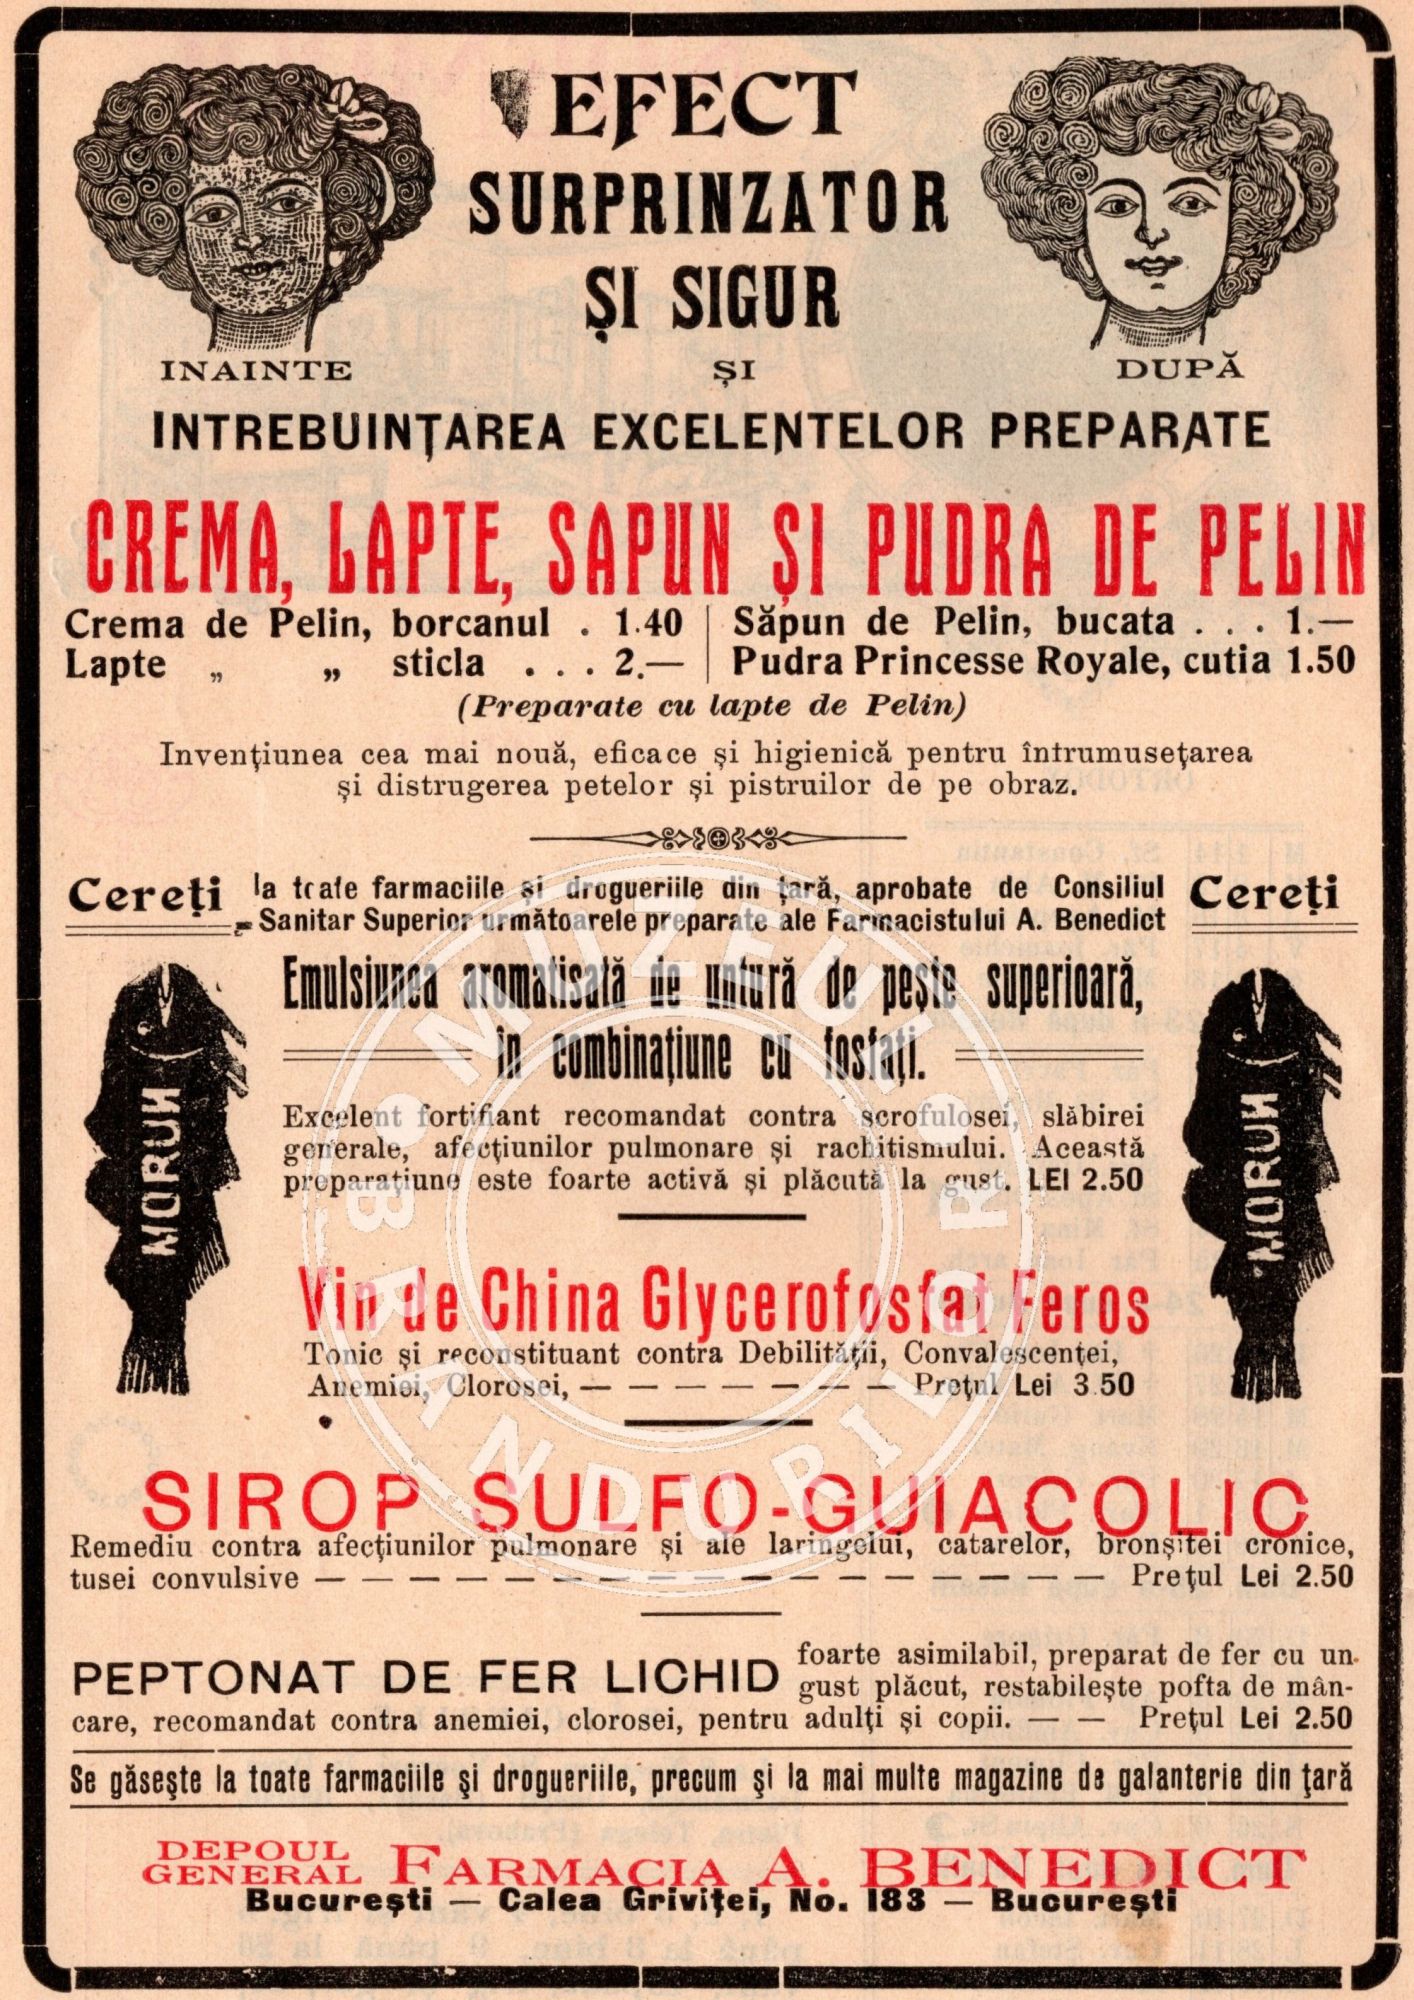 EFECT
SURPRINZATOR
ȘI SIGUR
INAINTE ȘI DUPĂ
INTREBUINȚAREA EXCELENTELOR PREPARATE
CREMA, LAPTE, SAPUN ȘI PUDRA DE PELIN
Crema de Pelin, borcanul . 1.40
Lapte „ „ sticla . . . 2.—
Săpun de Pelin, bucata . . . 1.—
Pudra Princesse Royale, cutia 1.50
(Preparate cu lapte de Pelin)
Invențiunea cea mai nouă, eficace și higienică pentru întrumusețarea
și distrugerea petelor și pistruilor de pe obraz.
Cereți la toate farmaciile și drogueriile din țară, aprobate de Consiliul Cereți
Sanitar Superior următoarele preparate ale Farmacistului A. Benedict
Emulsiunea aromatisată de untură de pește superioară,
în combinațiune cu fosfați.
Excelent fortifiant recomandat contra scrofulosei, slăbirei
generale, afecțiunilor pulmonare și rachitismului. Această
preparațiune este foarte activă și plăcută la gust. LEI 2.50
MORUN
MORUN
Vin de China Glycerofosfat Feros
Tonic și reconstituant contra Debilității, Convalescenței,
Anemiei, Clorosei, — — — — — — — Prețul Lei 3.50
SIROP SULFO-GUIACOLIC
Remediu contra afecțiunilor pulmonare și ale laringelui, catarelor, bronșitei cronice,
tusei convulsive — — — — — — — — — — — — — — — — — Prețul Lei 2.50
PEPTONAT DE FER LICHID foarte asimilabil, preparat de fer cu un
gust plăcut, restabilește pofta de mân-
care, recomandat contra anemiei, clorosei, pentru adulți și copii. — — Prețul Lei 2.50
Se găsește la toate farmaciile și drogueriile, precum și la mai multe magazine de galanterie din țară
DEPOUL GENERAL FARMACIA A. BENEDICT
București — Calea Griviței, No. 183 — București
MUZEUL BRANDURILOR